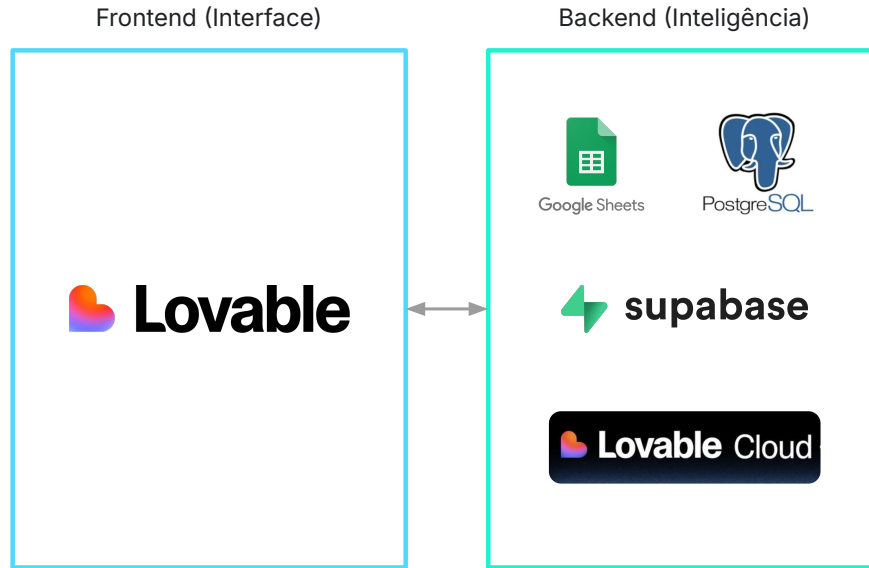 Frontend (Interface)
Backend (Inteligência)
Google Sheets
PostgreSQL
Lovable
supabase
Lovable Cloud